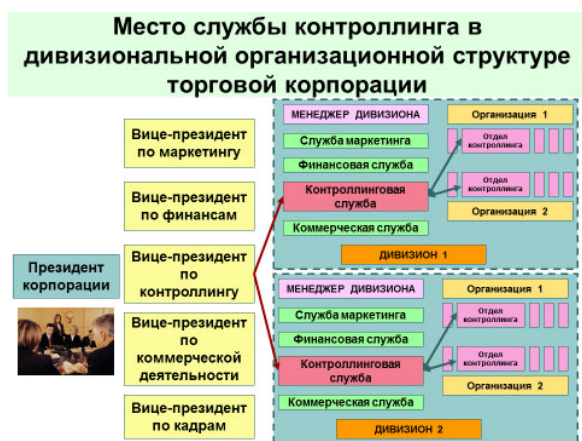 Место службы контроллинга в
дивизиональной организационной структуре
торговой корпорации
Президент
корпорации
Вице-президент
по маркетингу
Вице-президент
по финансам
Вице-президент
по
контроллингу
Вице-президент
по
коммерческой
деятельности
Вице-президент
по кадрам
МЕНЕДЖЕР ДИВИЗИОНА
Служба маркетинга
Финансовая служба
Контроллинговая
служба
Коммерческая служба
Организация 1
Отдел
контроллинга
Отдел
контроллинга
Организация 2
ДИВИЗИОН 1
МЕНЕДЖЕР ДИВИЗИОНА
Служба маркетинга
Финансовая служба
Контроллинговая
служба
Коммерческая служба
Организация 1
Отдел
контроллинга
Отдел
контроллинга
Организация 2
ДИВИЗИОН 2